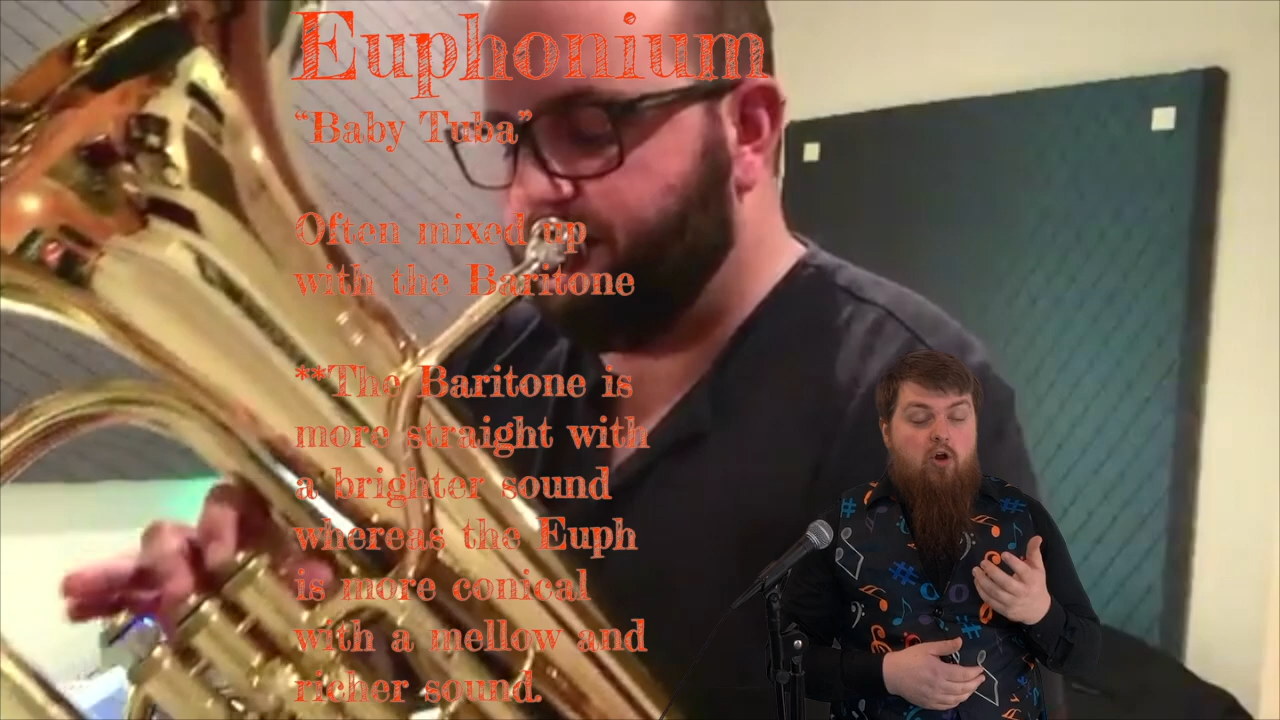 Euphonium
“Baby Tuba”
Often mixed up
with the Baritone
**The Baritone is
more straight with
a brighter sound
whereas the Euph
is more conical
with a mellow and
richer sound.